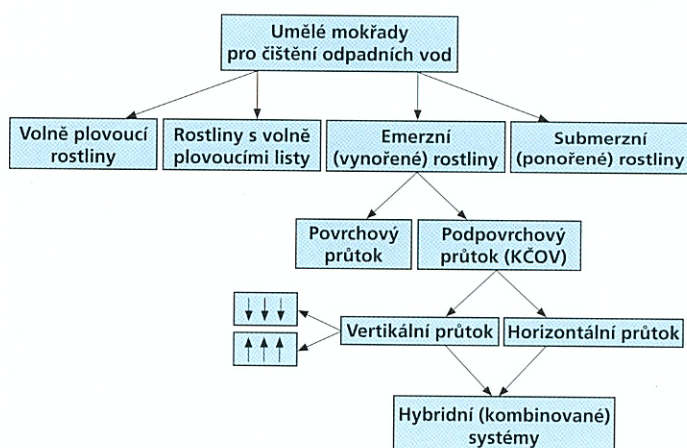 Umělé mokřady
pro čištění odpadních vod
Volně plovoucí
rostliny
Rostliny s volně
plovoucími listy
Emerzní
(vynořené) rostliny
Submerzní
(ponořené) rostliny
Povrchový
průtok
Podpovrchový
průtok (KČOV)
Vertikální průtok
Horizontální průtok
Hybridní (kombinované)
systémy